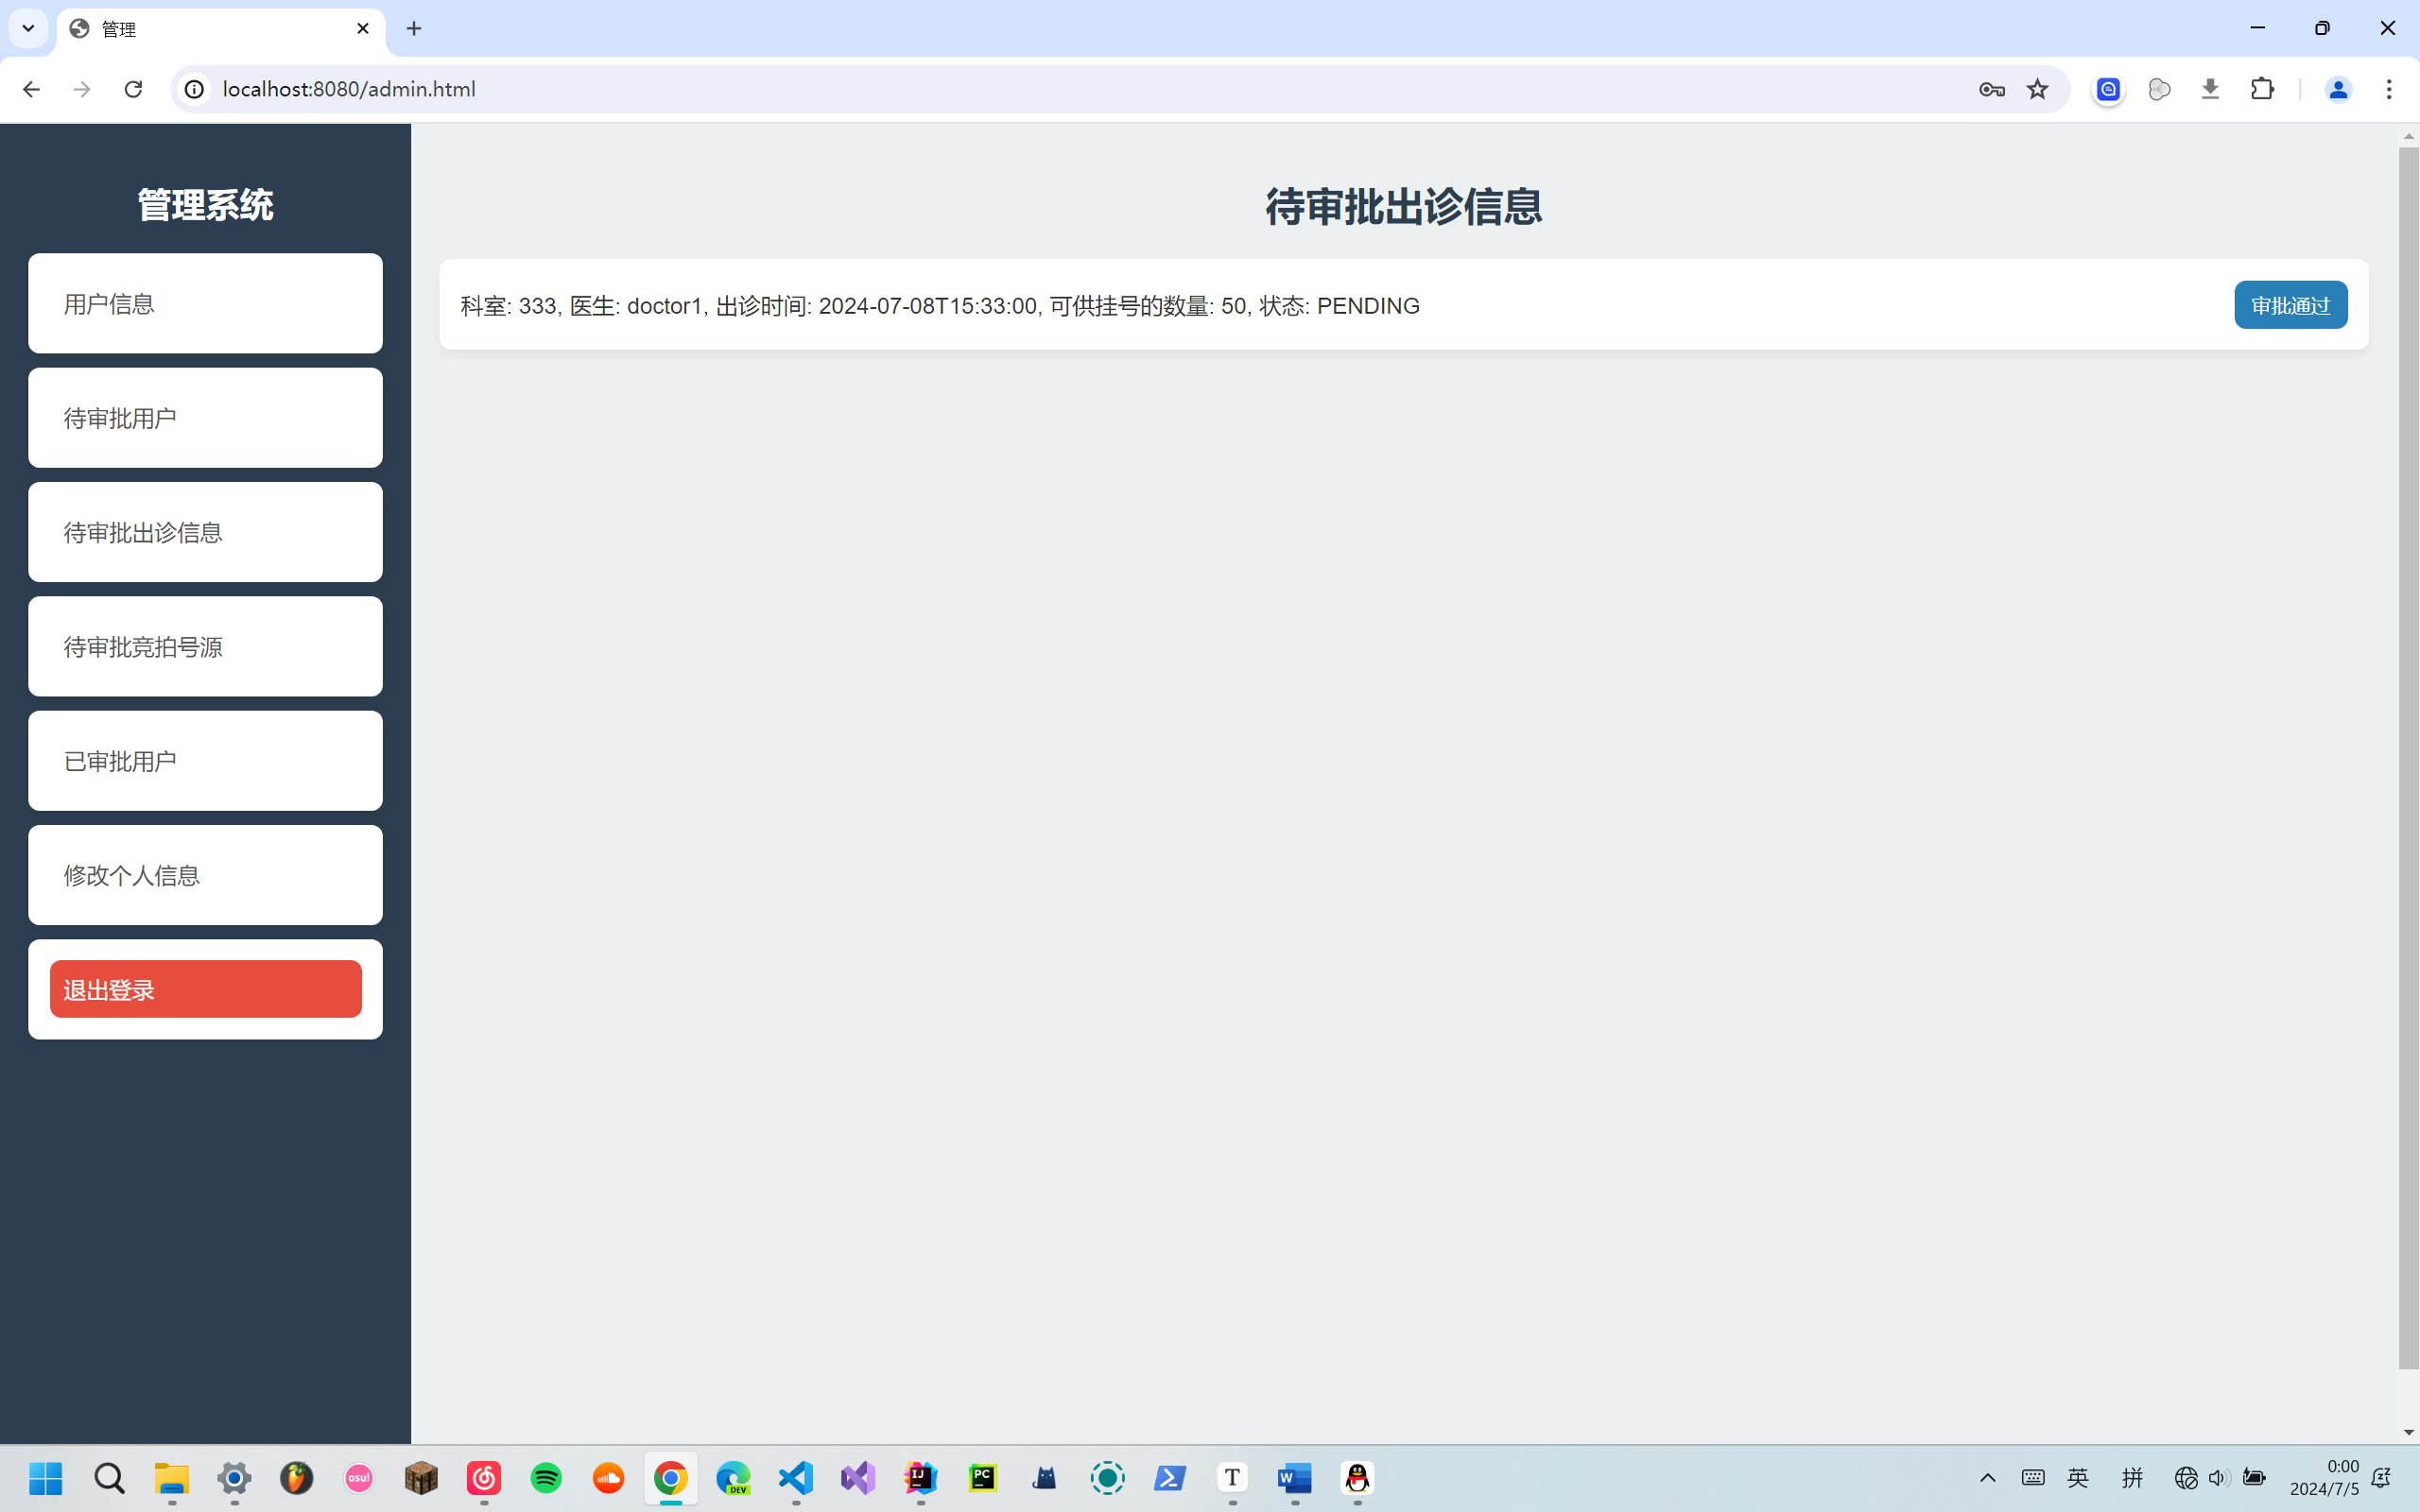 管理
localhost:8080/admin.html
管理系统
用户信息
待审批用户
待审批出诊信息
待审批竞拍号源
已审批用户
修改个人信息
退出登录
待审批出诊信息
科室: 333, 医生: doctor1, 出诊时间: 2024-07-08T15:33:00, 可供挂号的数量: 50, 状态: PENDING
审批通过
osu!
DEV
IJ
PC
T
W
英
拼
0:00
2024/7/5